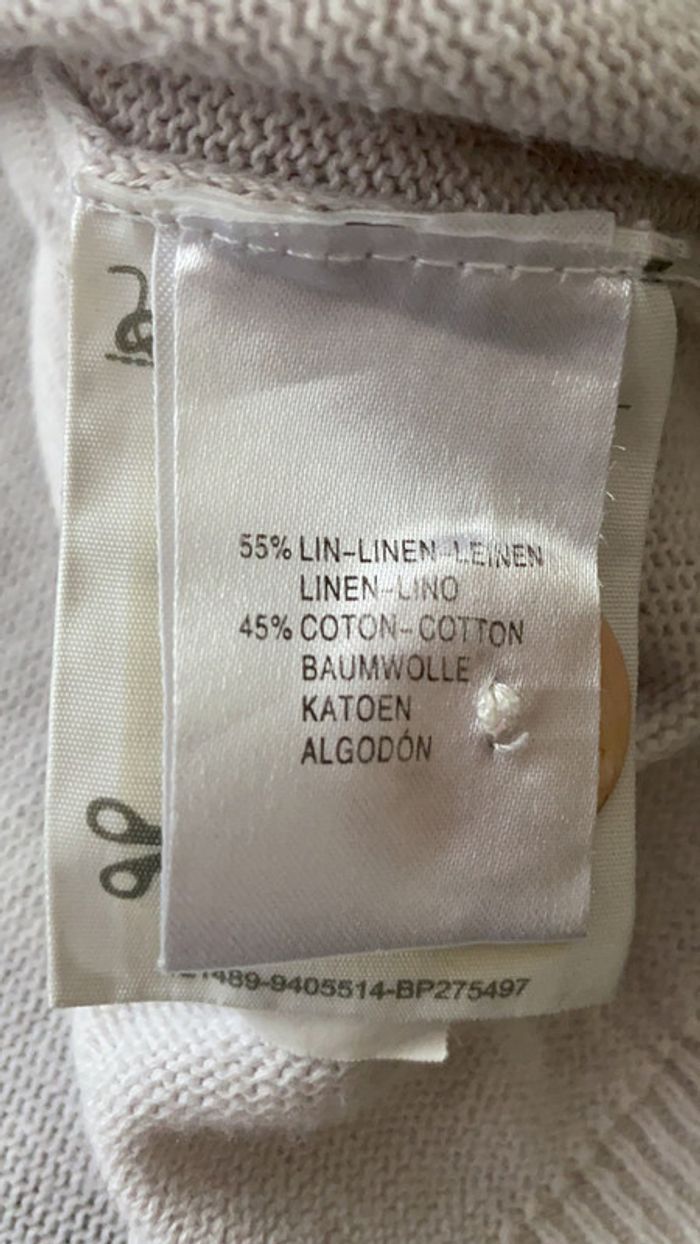 55% LIN-LINEN-LEINEN
LINEN-LINO
45% COTON-COTTON
BAUMWOLLE
KATOEN
ALGODÓN
1489-9405514-BP275497